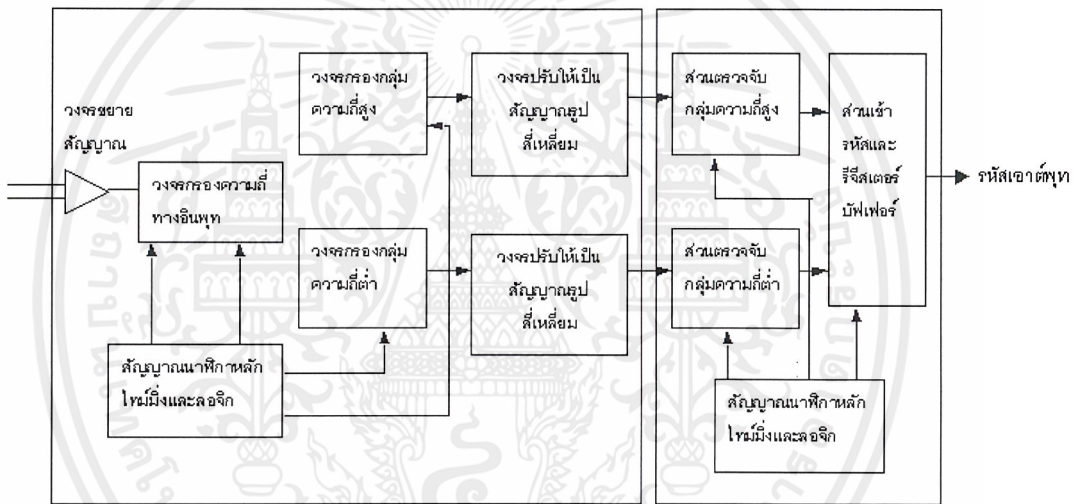 วงจรขยาย
สัญญาณ
วงจรกรองความถี่
ทางอินพุท
วงจรกรองกลุ่ม
ความถี่สูง
วงจรปรับให้เป็น
สัญญาณรูป
สี่เหลี่ยม
ส่วนตรวจจับ
กลุ่มความถี่สูง
ส่วนเข้า
รหัสและ
รีจีสเตอร์
บัฟเฟอร์
รหัสเอาต์พุท
วงจรกรองกลุ่ม
ความถี่ต่ำ
วงจรปรับให้เป็น
สัญญาณรูป
สี่เหลี่ยม
ส่วนตรวจจับ
กลุ่มความถี่ต่ำ
สัญญาณนาฬิกาหลัก
ไทม์มิ่งและลอจิก
สัญญาณนาฬิกาหลัก
ไทม์มิ่งและลอจิก